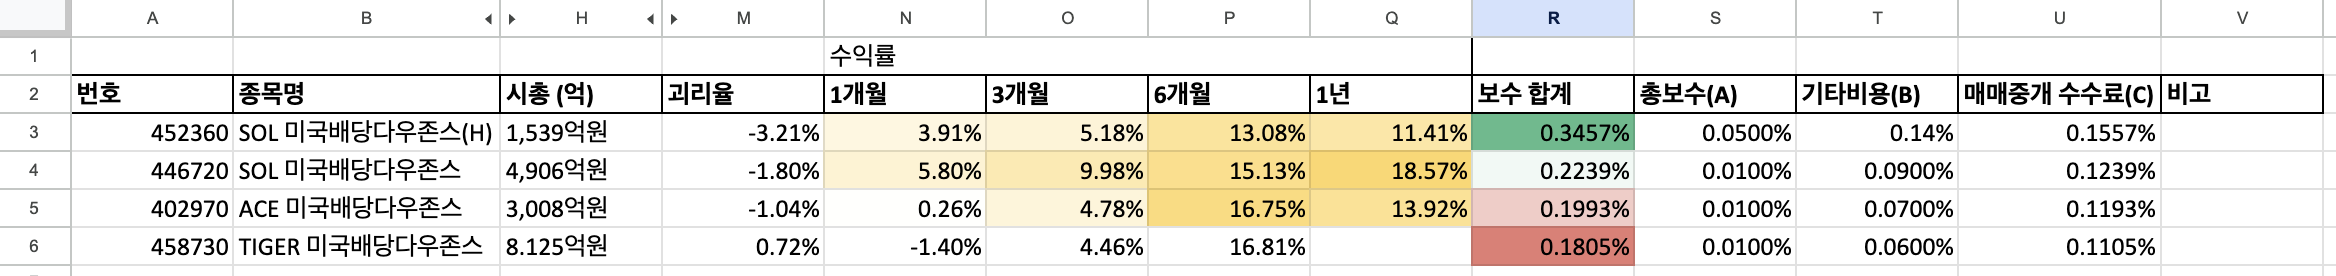 A B H M N O P Q R S T U V
1 수익률
2 번호 종목명 시총 (억) 괴리율 1개월 3개월 6개월 1년 보수 합계 총보수(A) 기타비용(B) 매매중개 수수료(C) 비고
3 452360 SOL 미국배당다우존스(H) 1,539억원 -3.21% 3.91% 5.18% 13.08% 11.41% 0.3457% 0.0500% 0.14% 0.1557%
4 446720 SOL 미국배당다우존스 4,906억원 -1.80% 5.80% 9.98% 15.13% 18.57% 0.2239% 0.0100% 0.0900% 0.1239%
5 402970 ACE 미국배당다우존스 3,008억원 -1.04% 0.26% 4.78% 16.75% 13.92% 0.1993% 0.0100% 0.0700% 0.1193%
6 458730 TIGER 미국배당다우존스 8.125억원 0.72% -1.40% 4.46% 16.81% 0.1805% 0.0100% 0.0600% 0.1105%